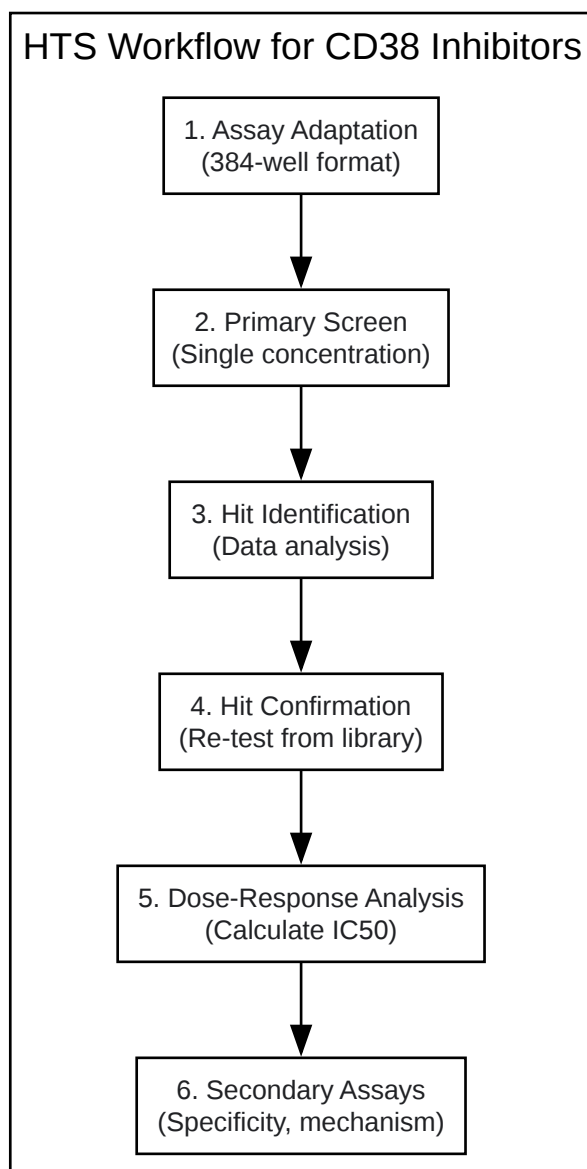 HTS Workflow for CD38 Inhibitors
1. Assay Adaptation
(384-well format)
2. Primary Screen
(Single concentration)
3. Hit Identification
(Data analysis)
4. Hit Confirmation
(Re-test from library)
5. Dose-Response Analysis
(Calculate IC50)
6. Secondary Assays
(Specificity, mechanism)